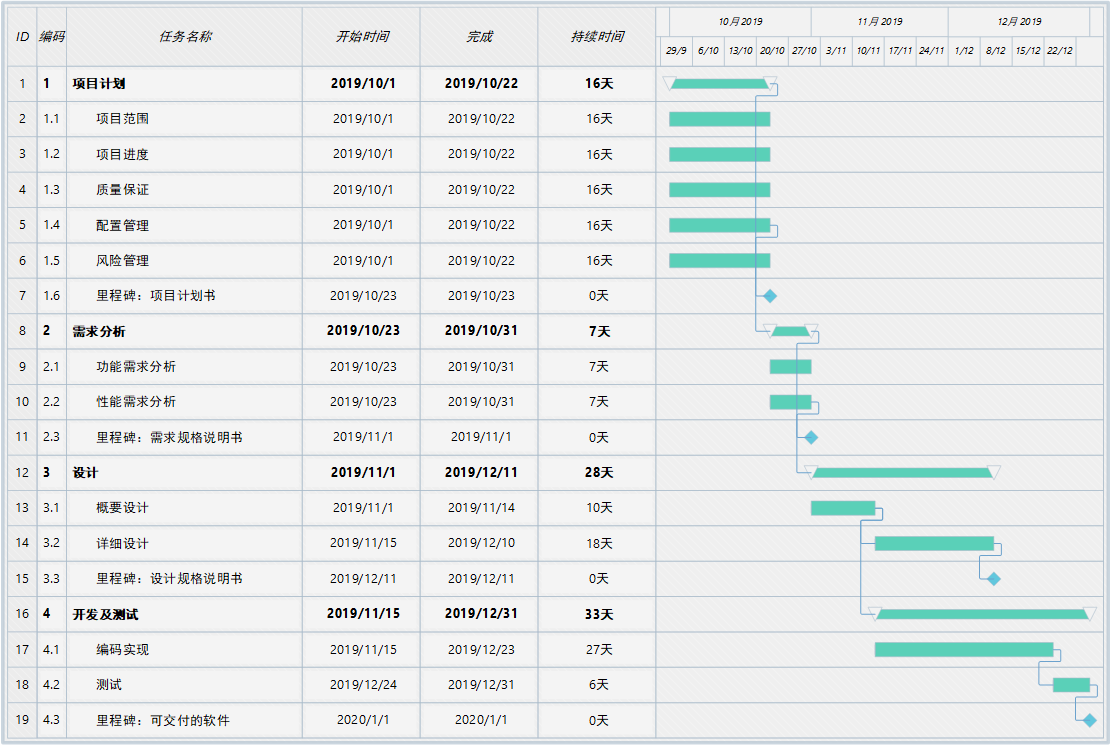 ID 编码 任务名称 开始时间 完成 持续时间 10月 2019 11月 2019 12月 2019
29/9 6/10 13/10 20/10 27/10 3/11 10/11 17/11 24/11 1/12 8/12 15/12 22/12
1 1 项目计划 2019/10/1 2019/10/22 16天
2 1.1 项目范围 2019/10/1 2019/10/22 16天
3 1.2 项目进度 2019/10/1 2019/10/22 16天
4 1.3 质量保证 2019/10/1 2019/10/22 16天
5 1.4 配置管理 2019/10/1 2019/10/22 16天
6 1.5 风险管理 2019/10/1 2019/10/22 16天
7 1.6 里程碑：项目计划书 2019/10/23 2019/10/23 0天
8 2 需求分析 2019/10/23 2019/10/31 7天
9 2.1 功能需求分析 2019/10/23 2019/10/31 7天
10 2.2 性能需求分析 2019/10/23 2019/10/31 7天
11 2.3 里程碑：需求规格说明书 2019/11/1 2019/11/1 0天
12 3 设计 2019/11/1 2019/12/11 28天
13 3.1 概要设计 2019/11/1 2019/11/14 10天
14 3.2 详细设计 2019/11/15 2019/12/10 18天
15 3.3 里程碑：设计规格说明书 2019/12/11 2019/12/11 0天
16 4 开发及测试 2019/11/15 2019/12/31 33天
17 4.1 编码实现 2019/11/15 2019/12/23 27天
18 4.2 测试 2019/12/24 2019/12/31 6天
19 4.3 里程碑：可交付的软件 2020/1/1 2020/1/1 0天